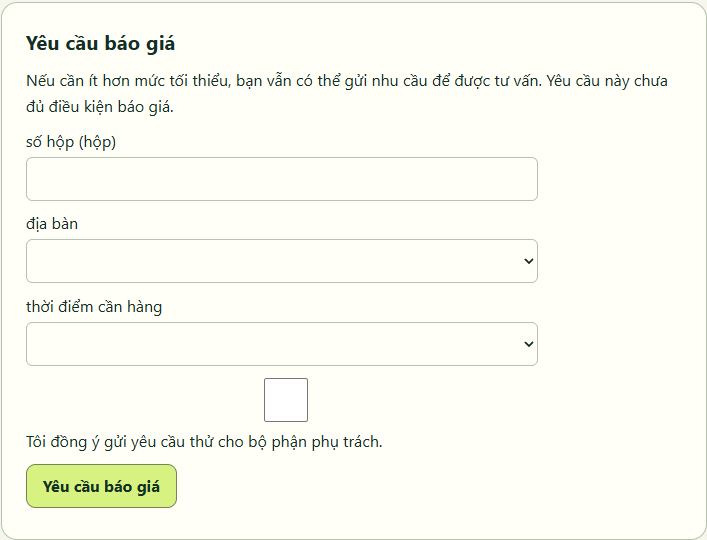 Yêu cầu báo giá
Nếu cần ít hơn mức tối thiểu, bạn vẫn có thể gửi nhu cầu để được tư vấn. Yêu cầu này chưa
đủ điều kiện báo giá.
số hộp (hộp)
địa bàn
thời điểm cần hàng
Tôi đồng ý gửi yêu cầu thử cho bộ phận phụ trách.
Yêu cầu báo giá